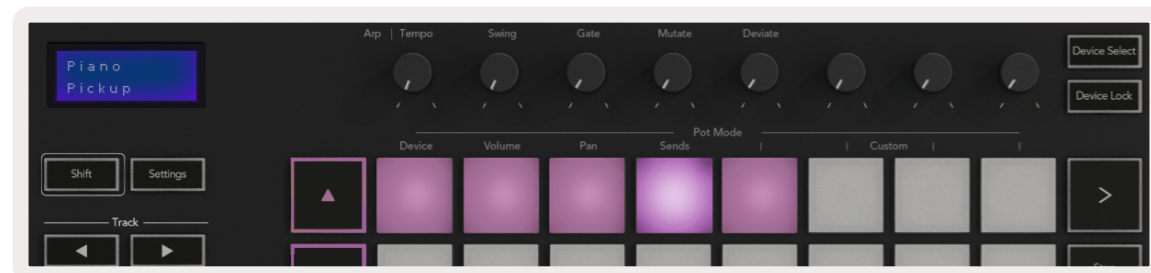 Arp | Tempo Swing Gate Mutate Deviate
Device Select
Piano
Pickup
Device Lock
Pot Mode
Device Volume Pan Sends | | Custom | |
Shift Settings
>
Track